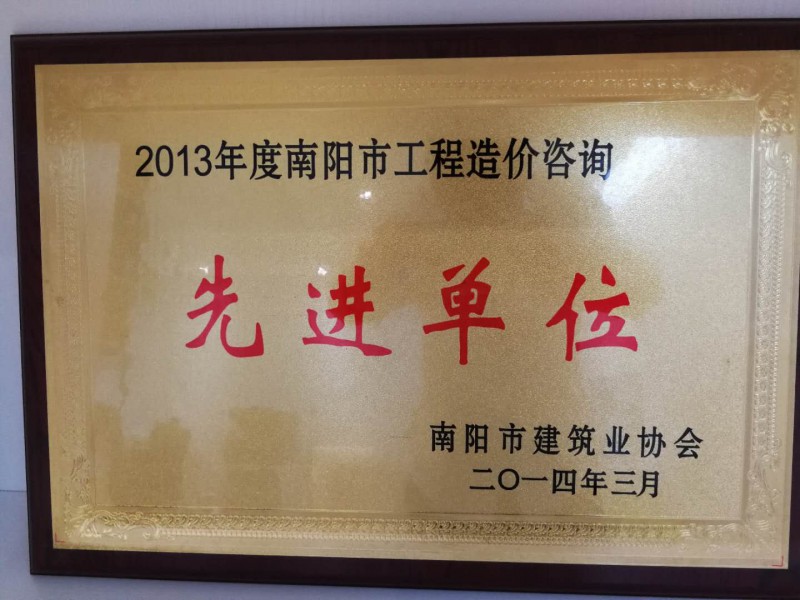 2013年度南阳市工程造价咨询
先进单位
南阳市建筑业协会
二〇一四年三月